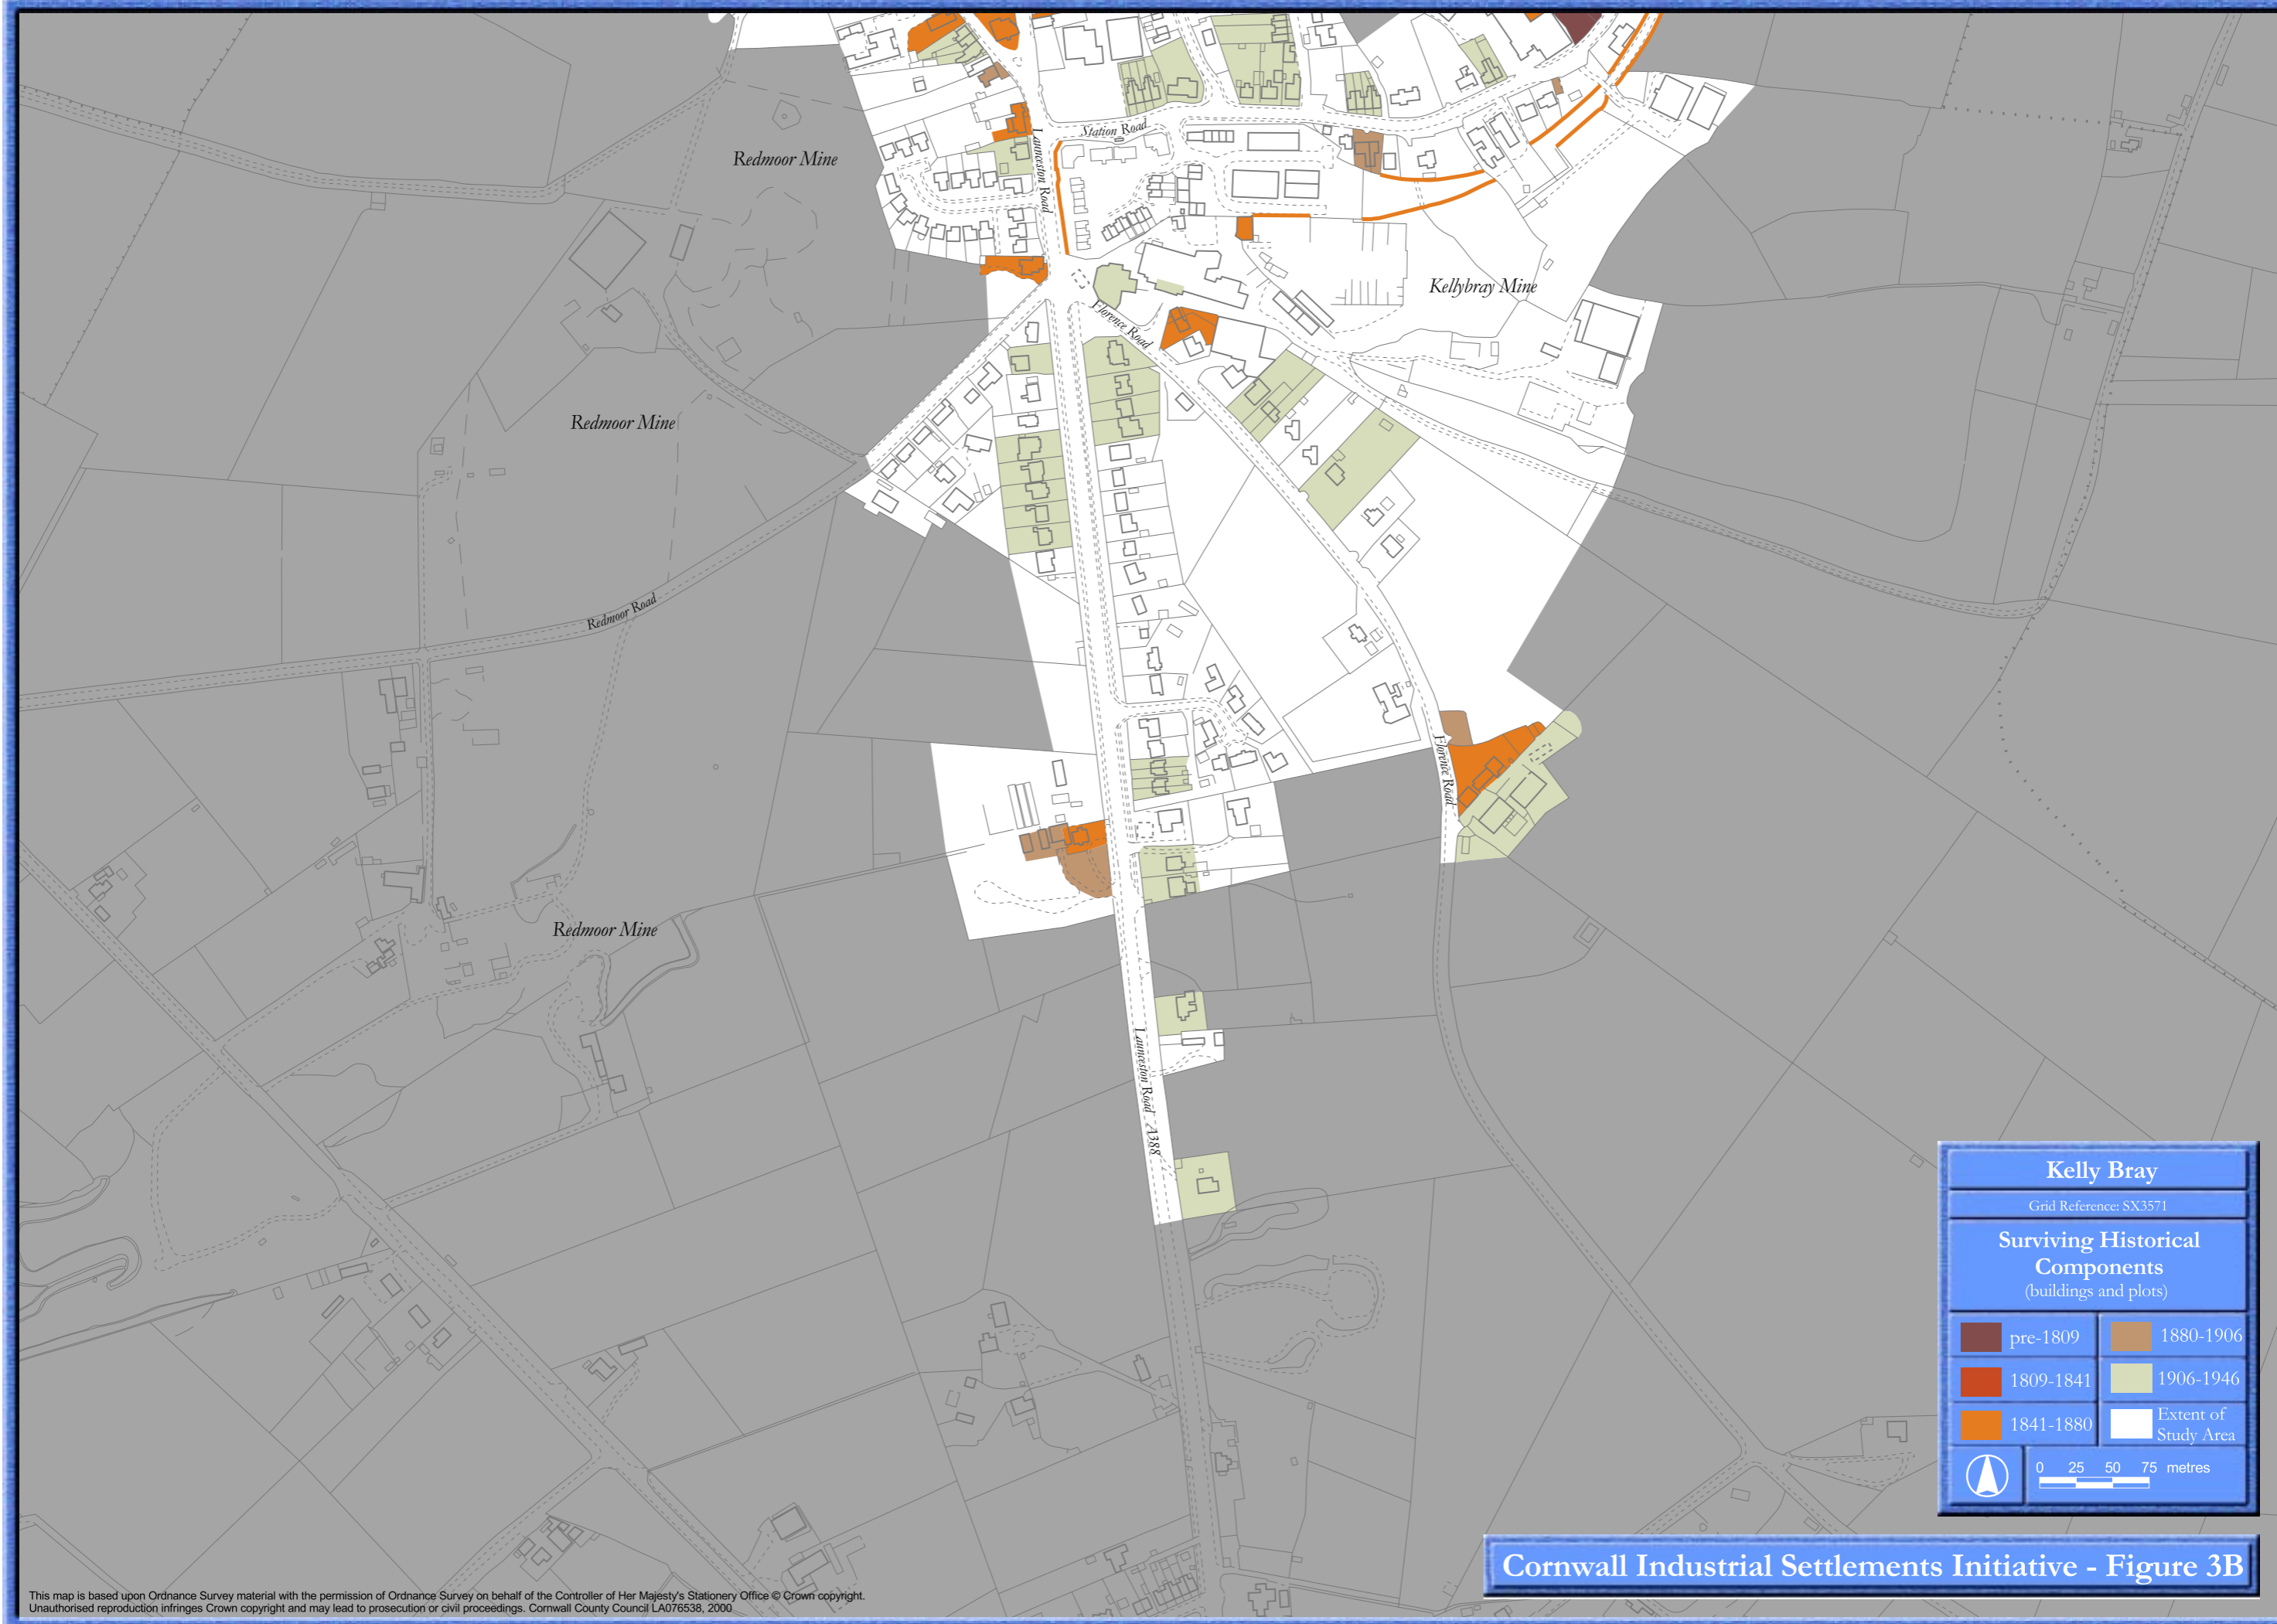 Station Road
Launceston Road
Redmoor Mine
Kellybray Mine
Florence Road
Redmoor Mine
Redmoor Road
Florence Road
Redmoor Mine
Launceston Road A388
Kelly Bray
Grid Reference: SX3571
Surviving Historical
Components
(buildings and plots)
pre-1809
1880-1906
1809-1841
1906-1946
1841-1880
Extent of
Study Area
0 25 50 75 metres
Cornwall Industrial Settlements Initiative - Figure 3B
This map is based upon Ordnance Survey material with the permission of Ordnance Survey on behalf of the Controller of Her Majesty's Stationery Office © Crown copyright.
Unauthorised reproduction infringes Crown copyright and may lead to prosecution or civil proceedings. Cornwall County Council LA076538, 2000